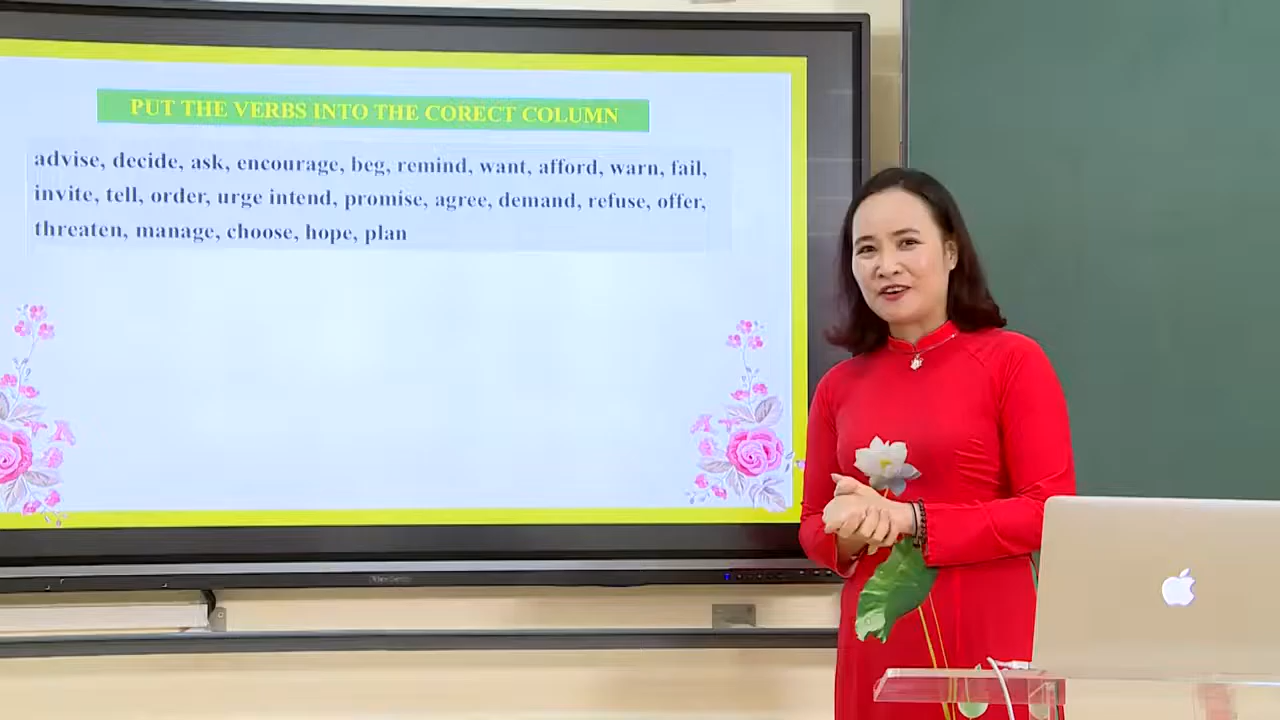 PUT THE VERBS INTO THE CORECT COLUMN
advise, decide, ask, encourage, beg, remind, want, afford, warn, fail,
invite, tell, order, urge intend, promise, agree, demand, refuse, offer,
threaten, manage, choose, hope, plan